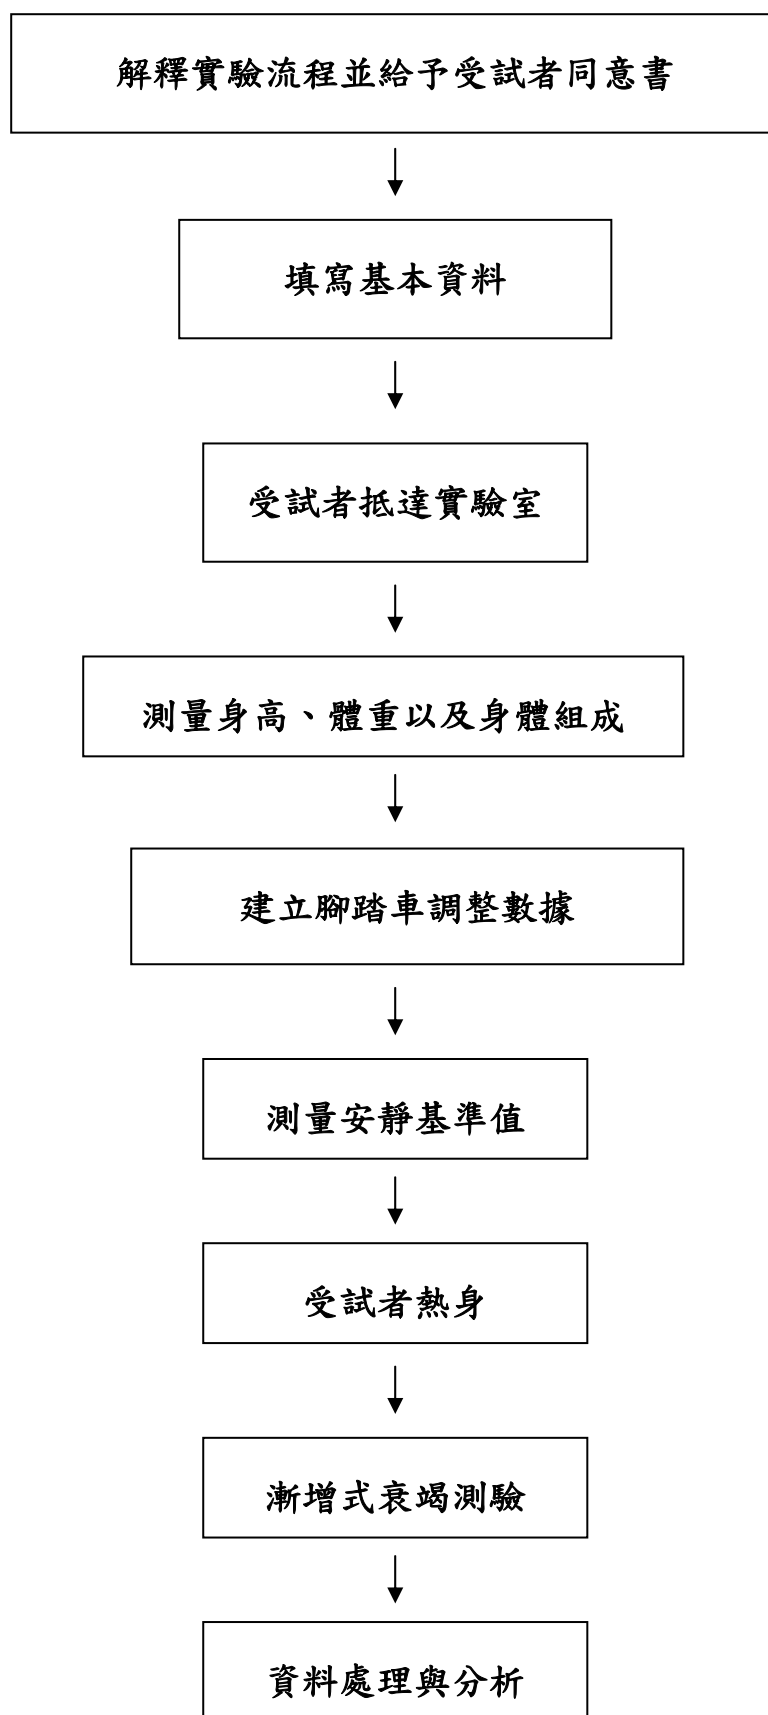 解釋實驗流程並給予受試者同意書
填寫基本資料
受試者抵達實驗室
測量身高、體重以及身體組成
建立腳踏車調整數據
測量安靜基準值
受試者熱身
漸增式衰竭測驗
資料處理與分析